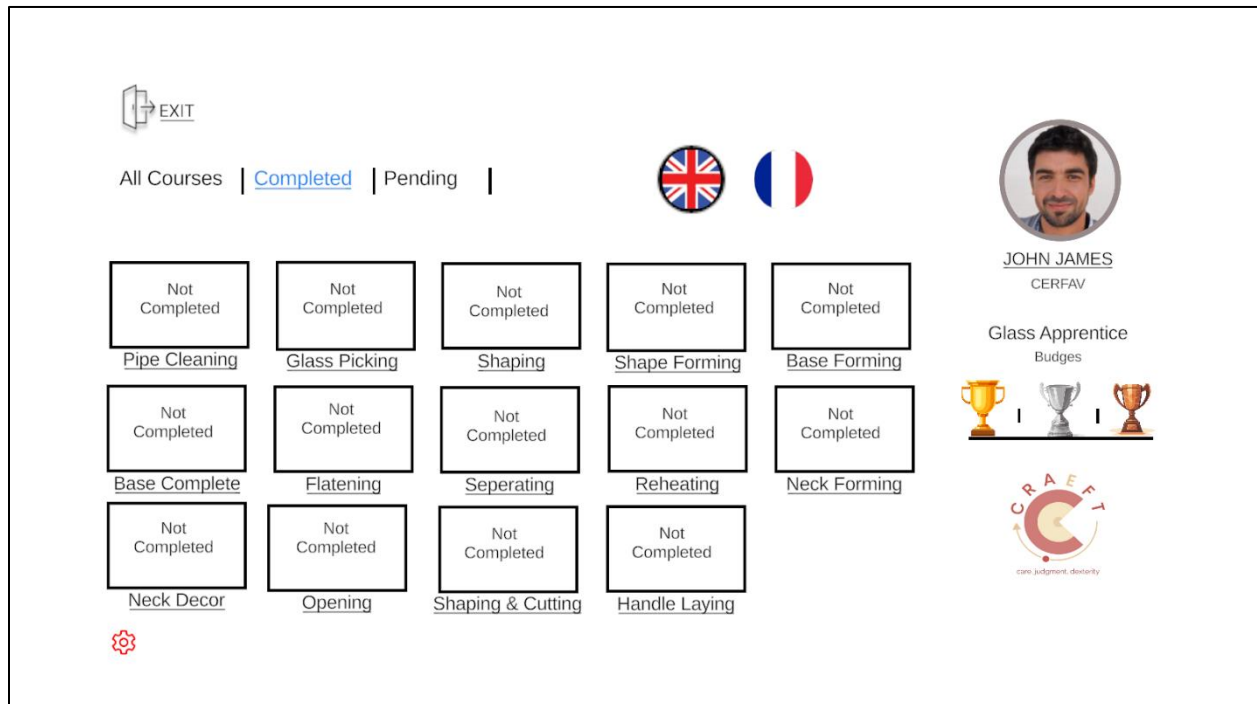 EXIT
All Courses | Completed | Pending |
JOHN JAMES
CERFAV
Not Completed
Not Completed
Not Completed
Not Completed
Not Completed
Pipe Cleaning
Glass Picking
Shaping
Shape Forming
Base Forming
Glass Apprentice
Budges
Not Completed
Not Completed
Not Completed
Not Completed
Not Completed
Base Complete
Flatening
Seperating
Reheating
Neck Forming
Not Completed
Not Completed
Not Completed
Not Completed
Neck Decor
Opening
Shaping & Cutting
Handle Laying
CRAEFT
care, judgment, dexterity